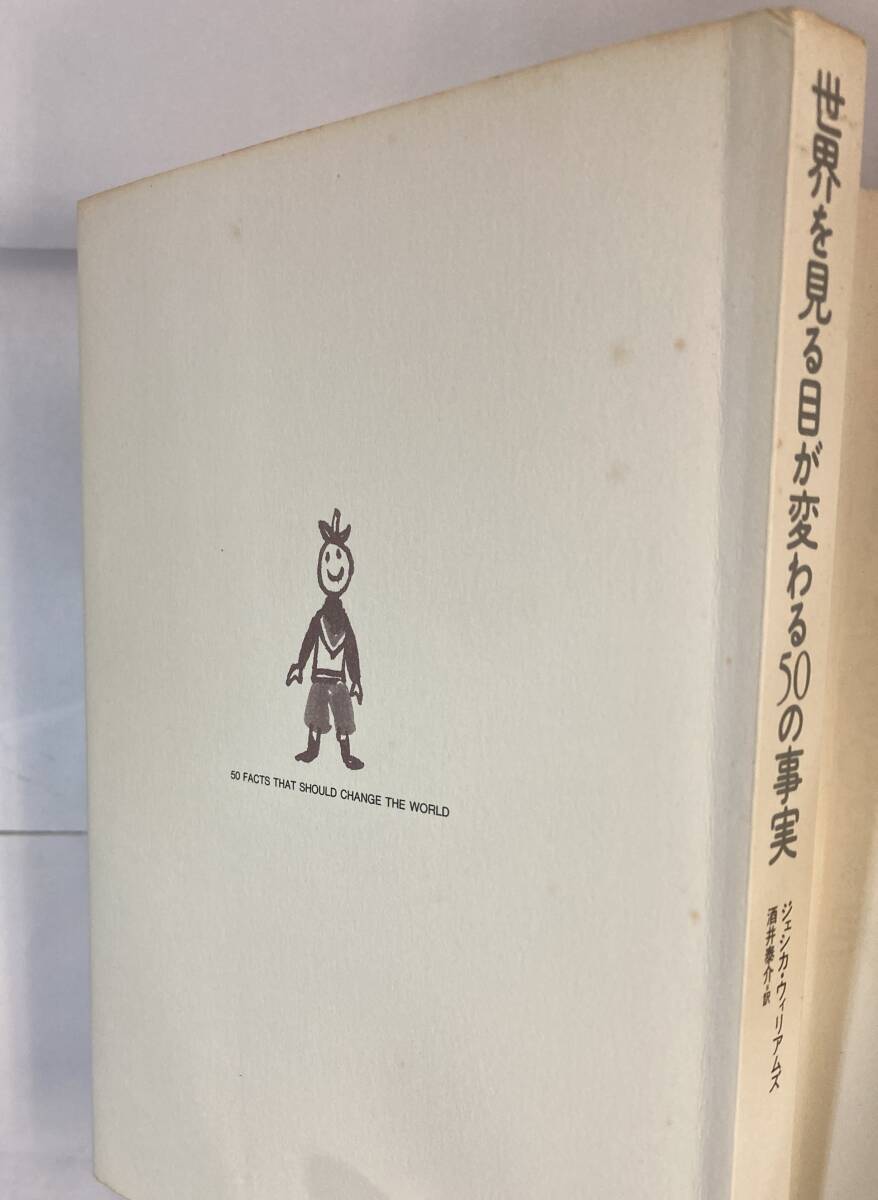 世界を見る目が変わる50の事実
ジェシカ・ウィリアムズ
酒井泰介・訳
50 FACTS THAT SHOULD CHANGE THE WORLD